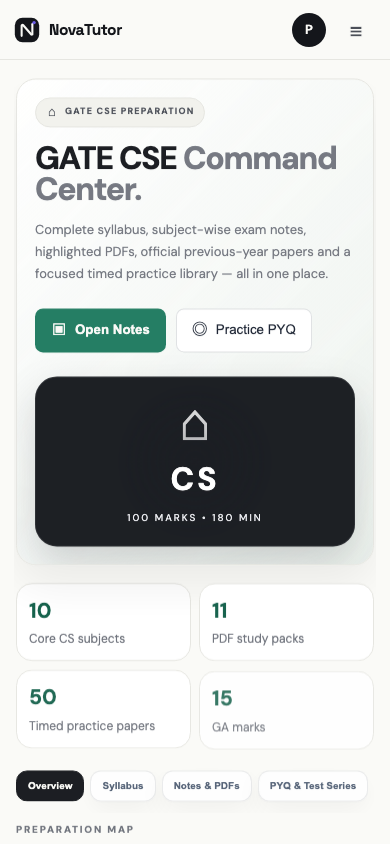 NovaTutor
P
GATE CSE PREPARATION
GATE CSE Command
Center.
Complete syllabus, subject-wise exam notes,
highlighted PDFs, official previous-year papers and a
focused timed practice library — all in one place.
Open Notes
Practice PYQ
CS
100 MARKS • 180 MIN
10
Core CS subjects
11
PDF study packs
50
Timed practice papers
15
GA marks
Overview
Syllabus
Notes & PDFs
PYQ & Test Series
PREPARATION MAP